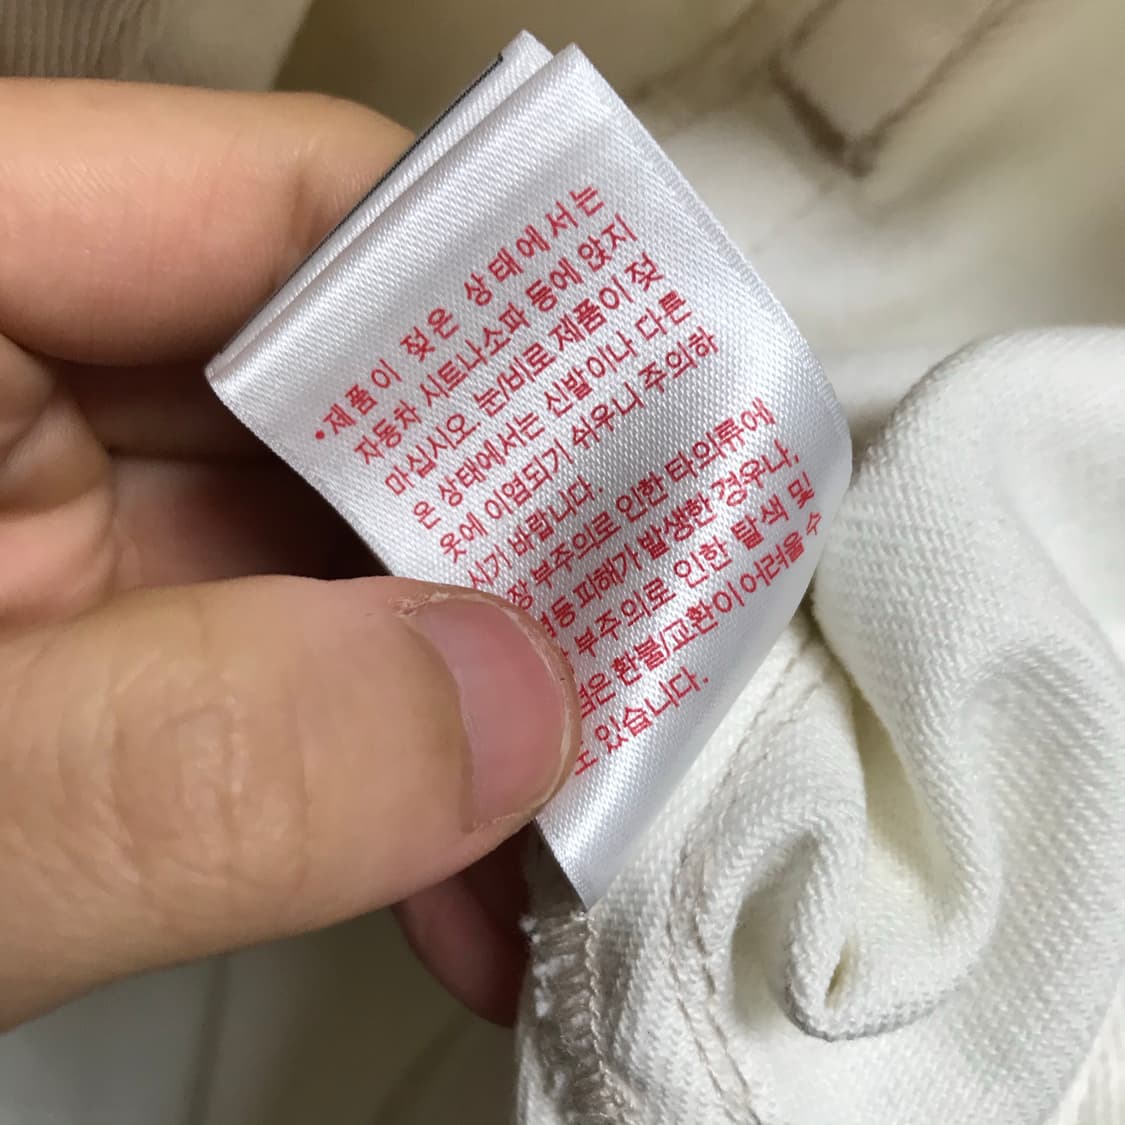 •제품이 젖은 상태에서는
자동차 시트나 소파 등에 앉지
마십시오. 눈/비로 제품이 젖
은 상태에서는 신발이나 다른
옷에 이염되기 쉬우니 주의하
시기 바랍니다.
장 부주의로 인한 타 의류에
피해가 발생한 경우나,
부주의로 인한 탈색 및
환불/교환이 어려울 수
도 있습니다.